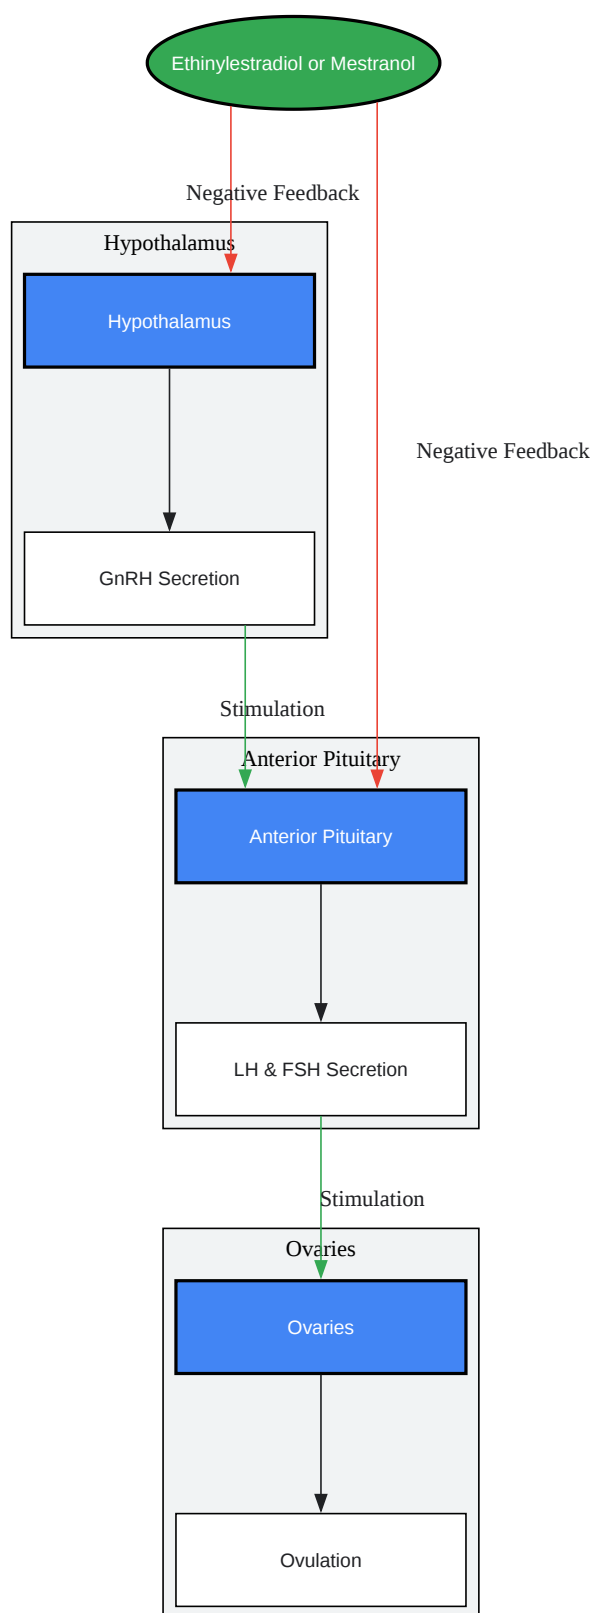 Ethinylestradiol or Mestranol
Negative Feedback
Hypothalamus
Hypothalamus
Negative Feedback
GnRH Secretion
Stimulation
Anterior Pituitary
Anterior Pituitary
LH & FSH Secretion
Stimulation
Ovaries
Ovaries
Ovulation